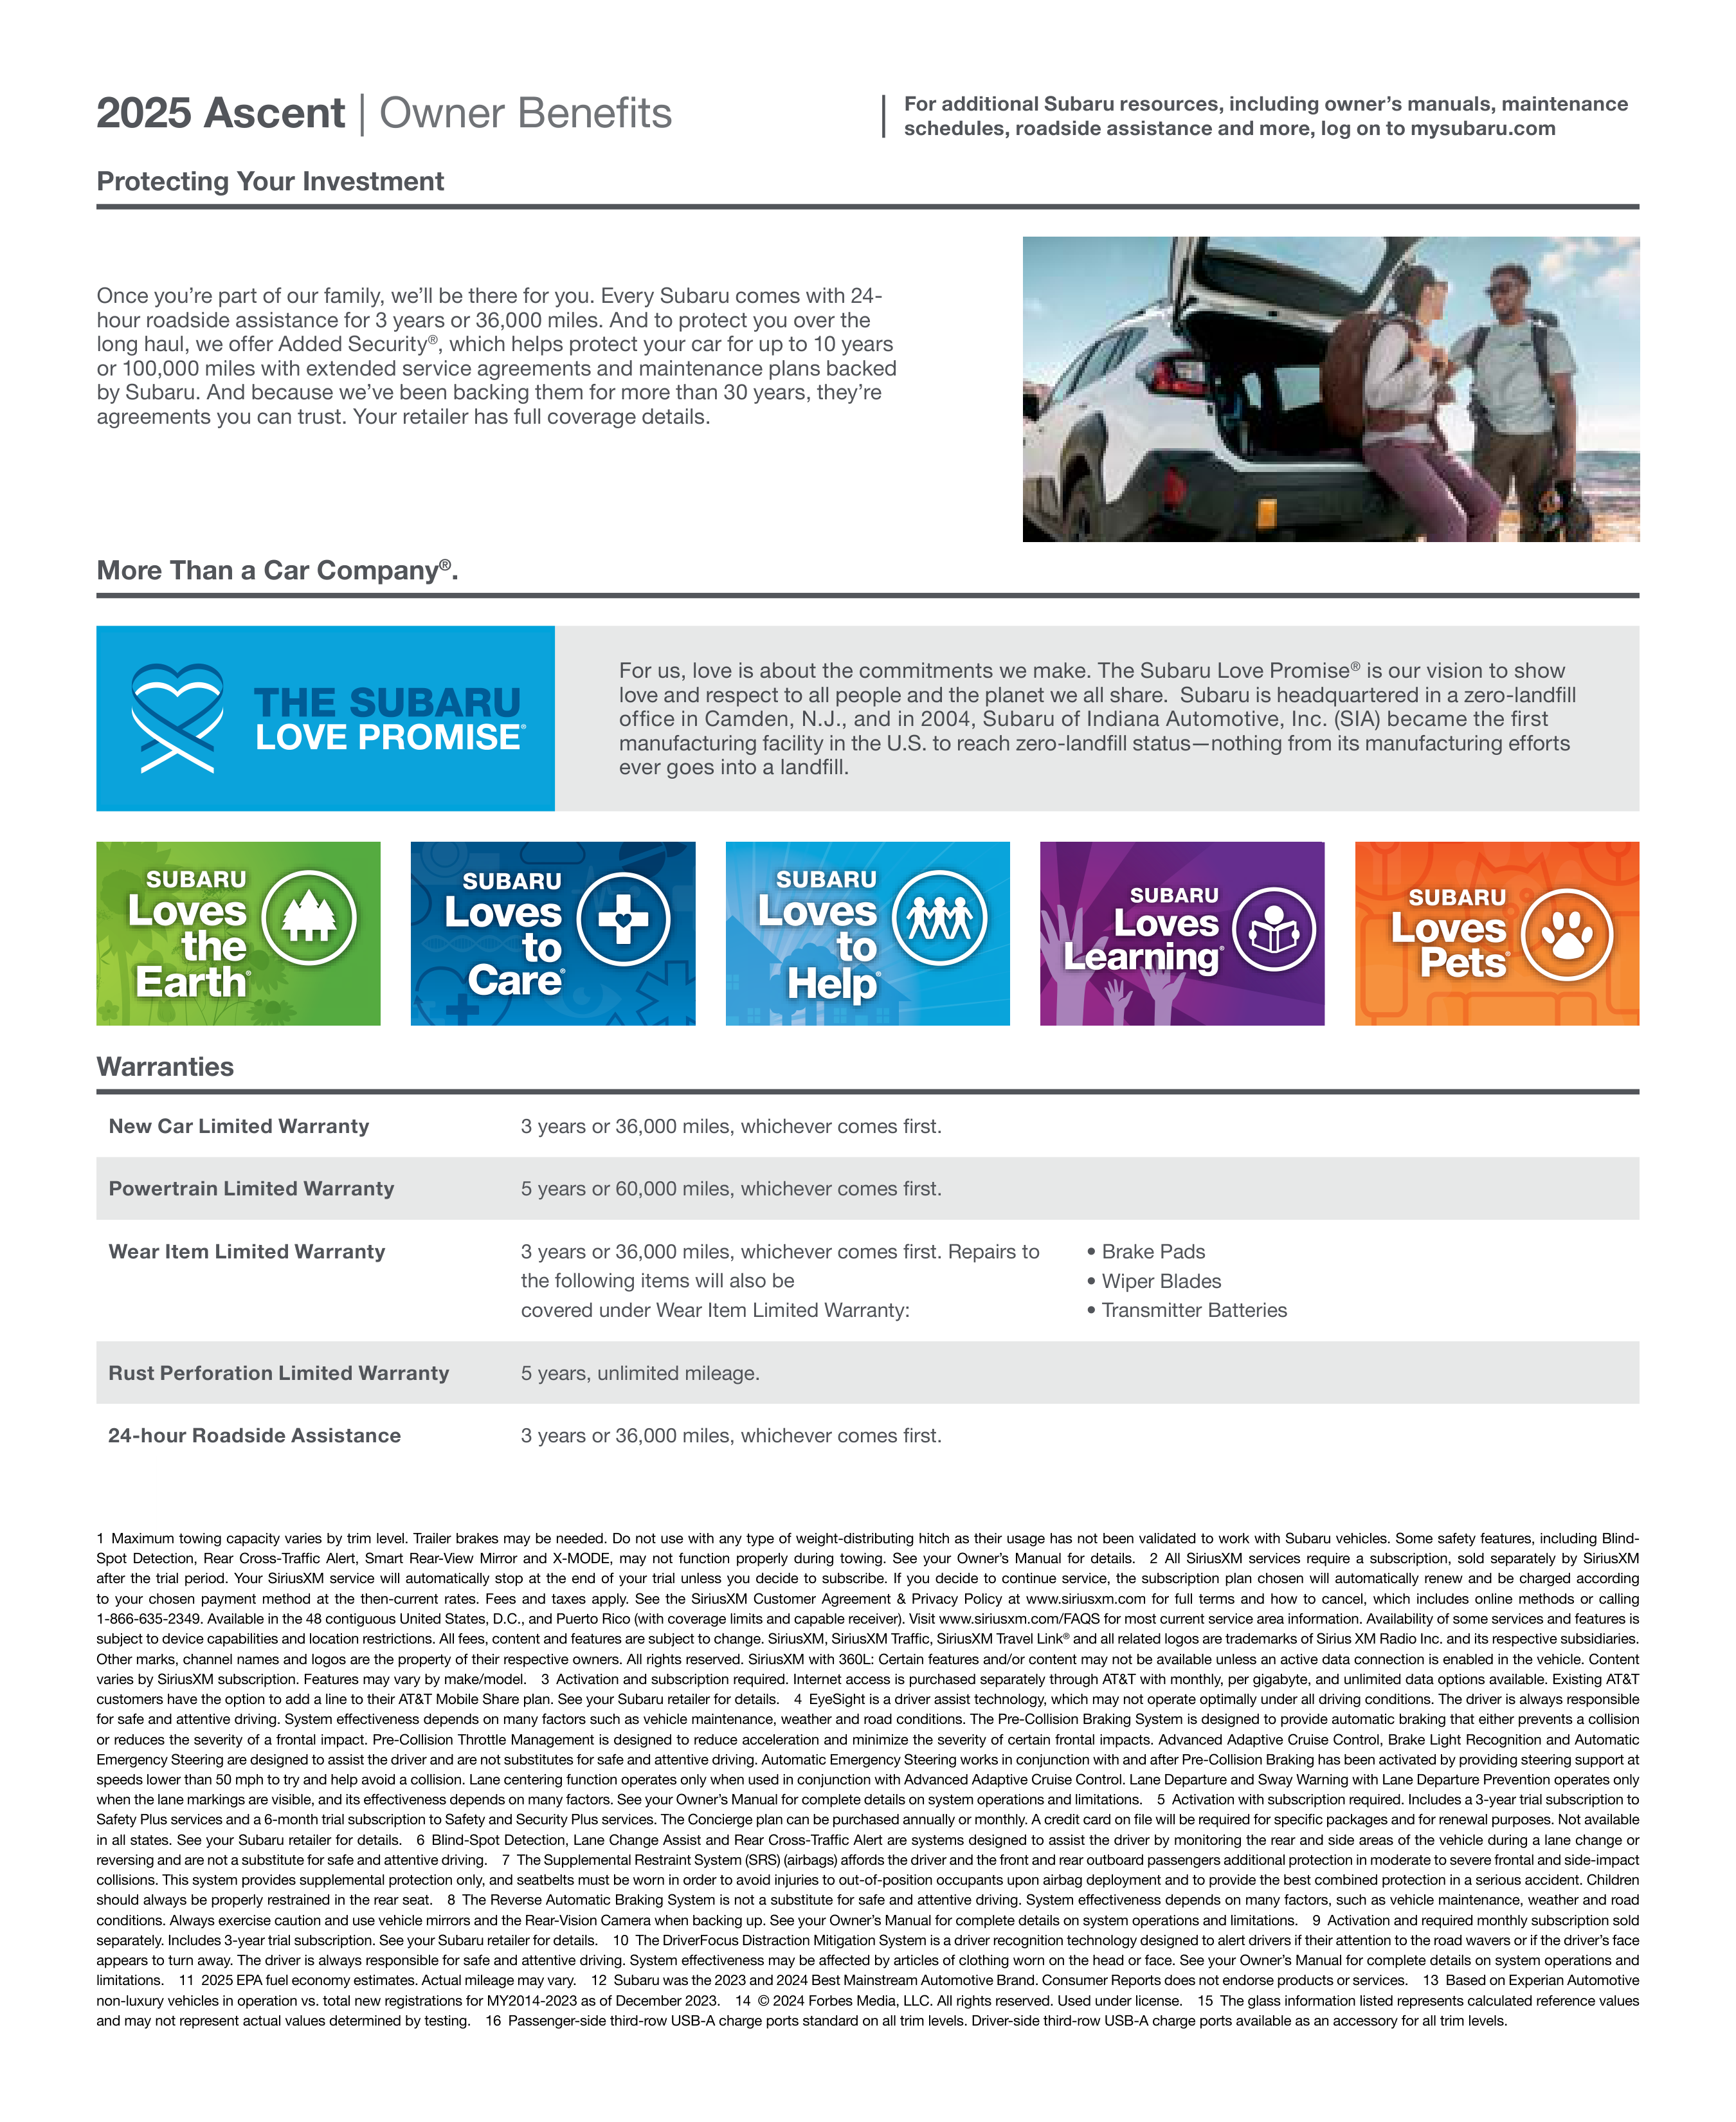 2025 Ascent | Owner Benefits
For additional Subaru resources, including owner's manuals, maintenance
schedules, roadside assistance and more, log on to mysubaru.com
Protecting Your Investment
Once you're part of our family, we'll be there for you. Every Subaru comes with 24-
hour roadside assistance for 3 years or 36,000 miles. And to protect you over the
long haul, we offer Added Security®, which helps protect your car for up to 10 years
or 100,000 miles with extended service agreements and maintenance plans backed
by Subaru. And because we've been backing them for more than 30 years, they're
agreements you can trust. Your retailer has full coverage details.
More Than a Car Company®.
THE SUBARU
LOVE PROMISE®
For us, love is about the commitments we make. The Subaru Love Promise® is our vision to show
love and respect to all people and the planet we all share. Subaru is headquartered in a zero-landfill
office in Camden, N.J., and in 2004, Subaru of Indiana Automotive, Inc. (SIA) became the first
manufacturing facility in the U.S. to reach zero-landfill status—nothing from its manufacturing efforts
ever goes into a landfill.
SUBARU
Loves
the
Earth®
SUBARU
Loves
to
Care®
SUBARU
Loves
to
Help®
SUBARU
Loves
Learning®
SUBARU
Loves
Pets®
Warranties
New Car Limited Warranty
3 years or 36,000 miles, whichever comes first.
Powertrain Limited Warranty
5 years or 60,000 miles, whichever comes first.
Wear Item Limited Warranty
3 years or 36,000 miles, whichever comes first. Repairs to
the following items will also be
covered under Wear Item Limited Warranty:
• Brake Pads
• Wiper Blades
• Transmitter Batteries
Rust Perforation Limited Warranty
5 years, unlimited mileage.
24-hour Roadside Assistance
3 years or 36,000 miles, whichever comes first.
1 Maximum towing capacity varies by trim level. Trailer brakes may be needed. Do not use with any type of weight-distributing hitch as their usage has not been validated to work with Subaru vehicles. Some safety features, including Blind-
Spot Detection, Rear Cross-Traffic Alert, Smart Rear-View Mirror and X-MODE, may not function properly during towing. See your Owner's Manual for details. 2 All SiriusXM services require a subscription, sold separately by SiriusXM
after the trial period. Your SiriusXM service will automatically stop at the end of your trial unless you decide to subscribe. If you decide to continue service, the subscription plan chosen will automatically renew and be charged according
to your chosen payment method at the then-current rates. Fees and taxes apply. See the SiriusXM Customer Agreement & Privacy Policy at www.siriusxm.com for full terms and how to cancel, which includes online methods or calling
1-866-635-2349. Available in the 48 contiguous United States, D.C., and Puerto Rico (with coverage limits and capable receiver). Visit www.siriusxm.com/FAQS for most current service area information. Availability of some services and features is
subject to device capabilities and location restrictions. All fees, content and features are subject to change. SiriusXM, SiriusXM Traffic, SiriusXM Travel Link® and all related logos are trademarks of Sirius XM Radio Inc. and its respective subsidiaries.
Other marks, channel names and logos are the property of their respective owners. All rights reserved. SiriusXM with 360L: Certain features and/or content may not be available unless an active data connection is enabled in the vehicle. Content
varies by SiriusXM subscription. Features may vary by make/model. 3 Activation and subscription required. Internet access is purchased separately through AT&T with monthly, per gigabyte, and unlimited data options available. Existing AT&T
customers have the option to add a line to their AT&T Mobile Share plan. See your Subaru retailer for details. 4 EyeSight is a driver assist technology, which may not operate optimally under all driving conditions. The driver is always responsible
for safe and attentive driving. System effectiveness depends on many factors such as vehicle maintenance, weather and road conditions. The Pre-Collision Braking System is designed to provide automatic braking that either prevents a collision
or reduces the severity of a frontal impact. Pre-Collision Throttle Management is designed to reduce acceleration and minimize the severity of certain frontal impacts. Advanced Adaptive Cruise Control, Brake Light Recognition and Automatic
Emergency Steering are designed to assist the driver and are not substitutes for safe and attentive driving. Automatic Emergency Steering works in conjunction with and after Pre-Collision Braking has been activated by providing steering support at
speeds lower than 50 mph to try and help avoid a collision. Lane centering function operates only when used in conjunction with Advanced Adaptive Cruise Control. Lane Departure and Sway Warning with Lane Departure Prevention operates only
when the lane markings are visible, and its effectiveness depends on many factors. See your Owner's Manual for complete details on system operations and limitations. 5 Activation with subscription required. Includes a 3-year trial subscription to
Safety Plus services and a 6-month trial subscription to Safety and Security Plus services. The Concierge plan can be purchased annually or monthly. A credit card on file will be required for specific packages and for renewal purposes. Not available
in all states. See your Subaru retailer for details. 6 Blind-Spot Detection, Lane Change Assist and Rear Cross-Traffic Alert are systems designed to assist the driver by monitoring the rear and side areas of the vehicle during a lane change or
reversing and are not a substitute for safe and attentive driving. 7 The Supplemental Restraint System (SRS) (airbags) affords the driver and the front and rear outboard passengers additional protection in moderate to severe frontal and side-impact
collisions. This system provides supplemental protection only, and seatbelts must be worn in order to avoid injuries to out-of-position occupants upon airbag deployment and to provide the best combined protection in a serious accident. Children
should always be properly restrained in the rear seat. 8 The Reverse Automatic Braking System is not a substitute for safe and attentive driving. System effectiveness depends on many factors, such as vehicle maintenance, weather and road
conditions. Always exercise caution and use vehicle mirrors and the Rear-Vision Camera when backing up. See your Owner's Manual for complete details on system operations and limitations. 9 Activation and required monthly subscription sold
separately. Includes 3-year trial subscription. See your Subaru retailer for details. 10 The DriverFocus Distraction Mitigation System is a driver recognition technology designed to alert drivers if their attention to the road wavers or if the driver's face
appears to turn away. The driver is always responsible for safe and attentive driving. System effectiveness may be affected by articles of clothing worn on the head or face. See your Owner's Manual for complete details on system operations and
limitations. 11 2025 EPA fuel economy estimates. Actual mileage may vary. 12 Subaru was the 2023 and 2024 Best Mainstream Automotive Brand. Consumer Reports does not endorse products or services. 13 Based on Experian Automotive
non-luxury vehicles in operation vs. total new registrations for MY2014-2023 as of December 2023. 14 © 2024 Forbes Media, LLC. All rights reserved. Used under license. 15 The glass information listed represents calculated reference values
and may not represent actual values determined by testing. 16 Passenger-side third-row USB-A charge ports standard on all trim levels. Driver-side third-row USB-A charge ports available as an accessory for all trim levels.